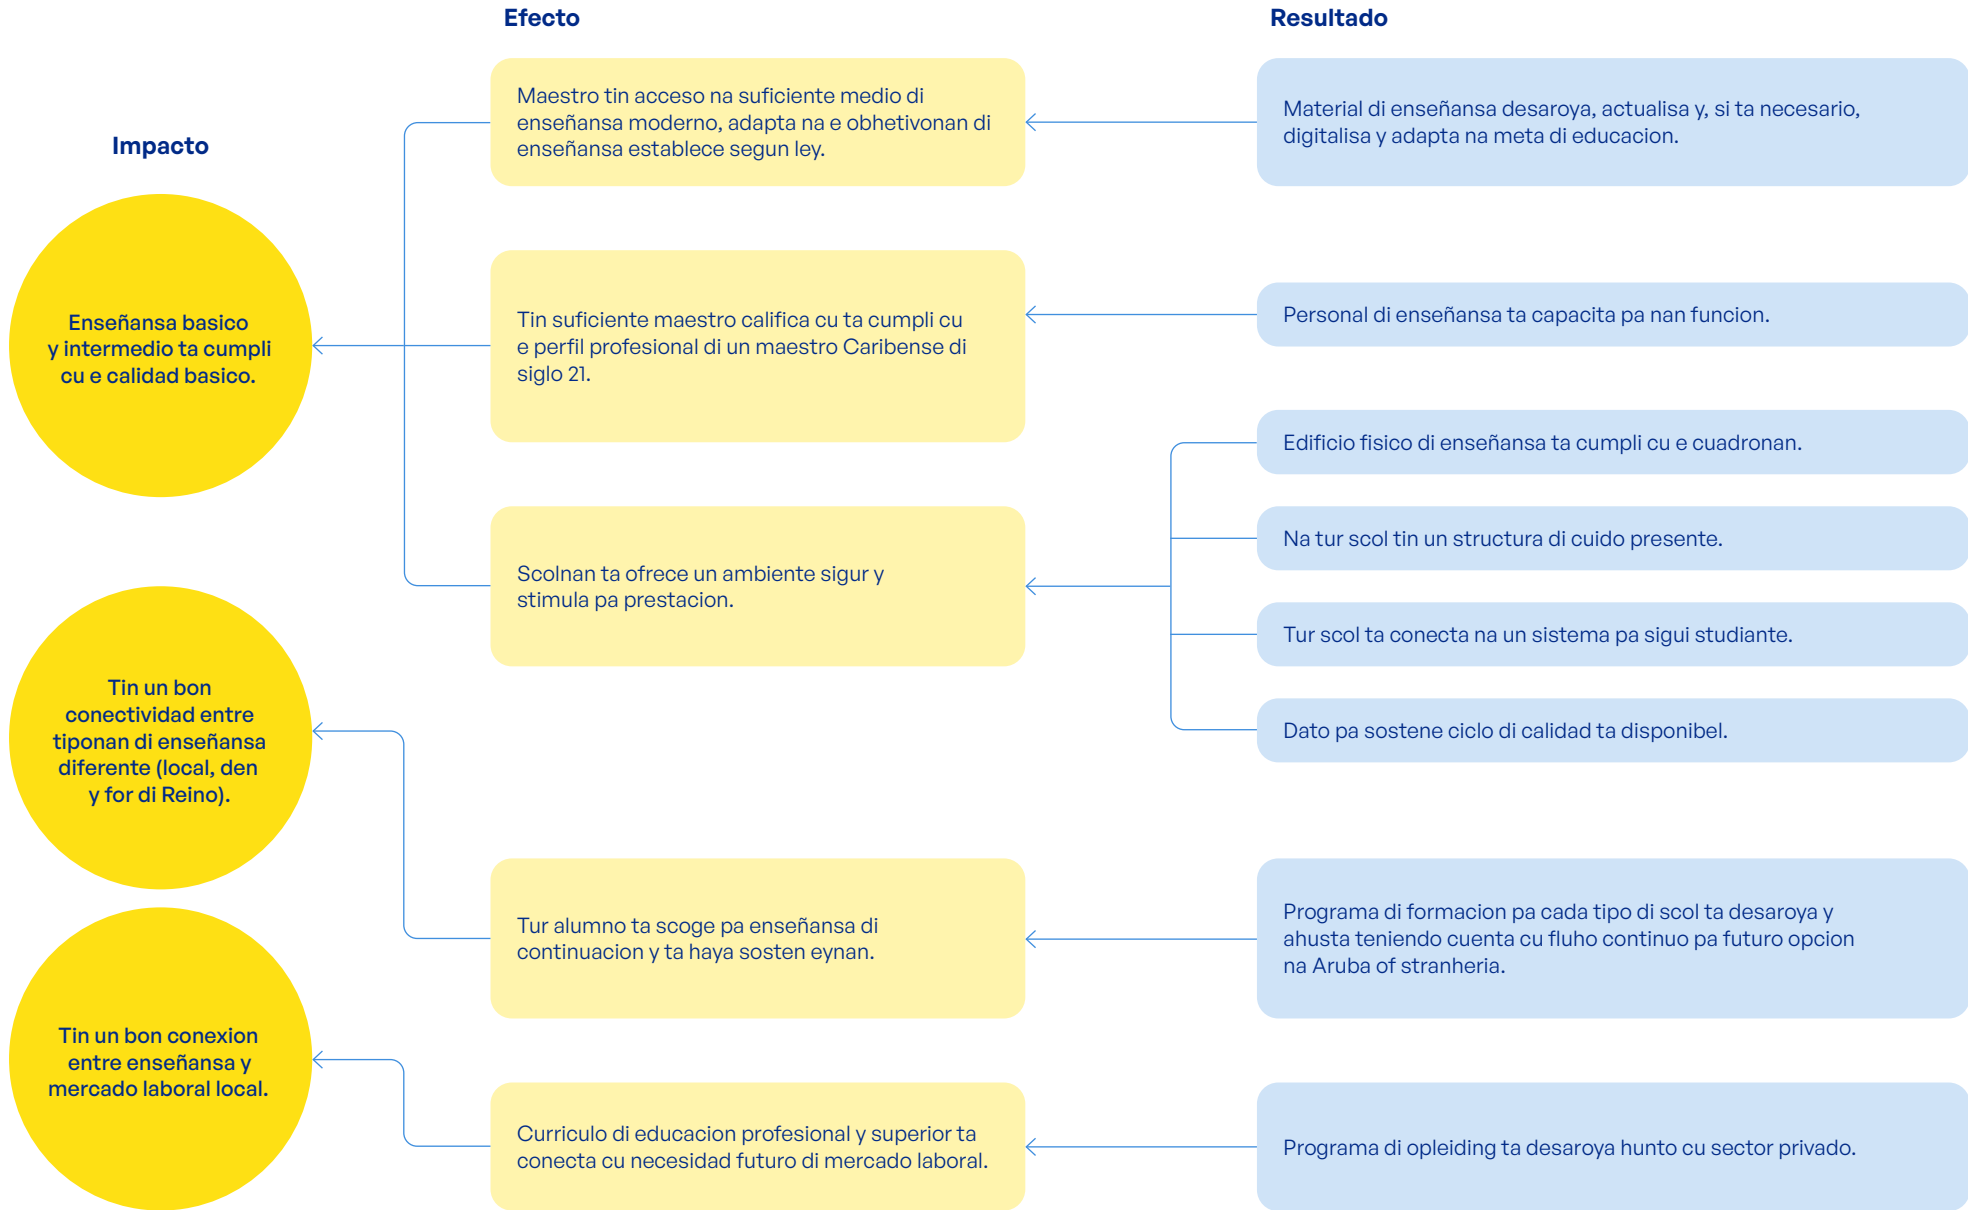 Impacto
Enseñansa basico
y intermedio ta cumpli
cu e calidad basico.
Tin un bon
conectividad entre
tiponan di enseñansa
diferente (local, den
y for di Reino).
Tin un bon conexion
entre enseñansa y
mercado laboral local.
Efecto
Maestro tin acceso na suficiente medio di
enseñansa moderno, adapta na e obhetivonan di
enseñansa establece segun ley.
Tin suficiente maestro califica cu ta cumpli cu
e perfil profesional di un maestro Caribense di
siglo 21.
Scolnan ta ofrece un ambiente sigur y
stimula pa prestacion.
Tur alumno ta scoge pa enseñansa di
continuacion y ta haya sosten eynan.
Curriculo di educacion profesional y superior ta
conecta cu necesidad futuro di mercado laboral.
Resultado
Material di enseñansa desaroya, actualisa y, si ta necesario,
digitalisa y adapta na meta di educacion.
Personal di enseñansa ta capacita pa nan funcion.
Edificio fisico di enseñansa ta cumpli cu e cuadronan.
Na tur scol tin un structura di cuido presente.
Tur scol ta conecta na un sistema pa sigui studiante.
Dato pa sostene ciclo di calidad ta disponibel.
Programa di formacion pa cada tipo di scol ta desaroya y
ahusta teniendo cuenta cu fluho continuo pa futuro opcion
na Aruba of stranheria.
Programa di opleiding ta desaroya hunto cu sector privado.